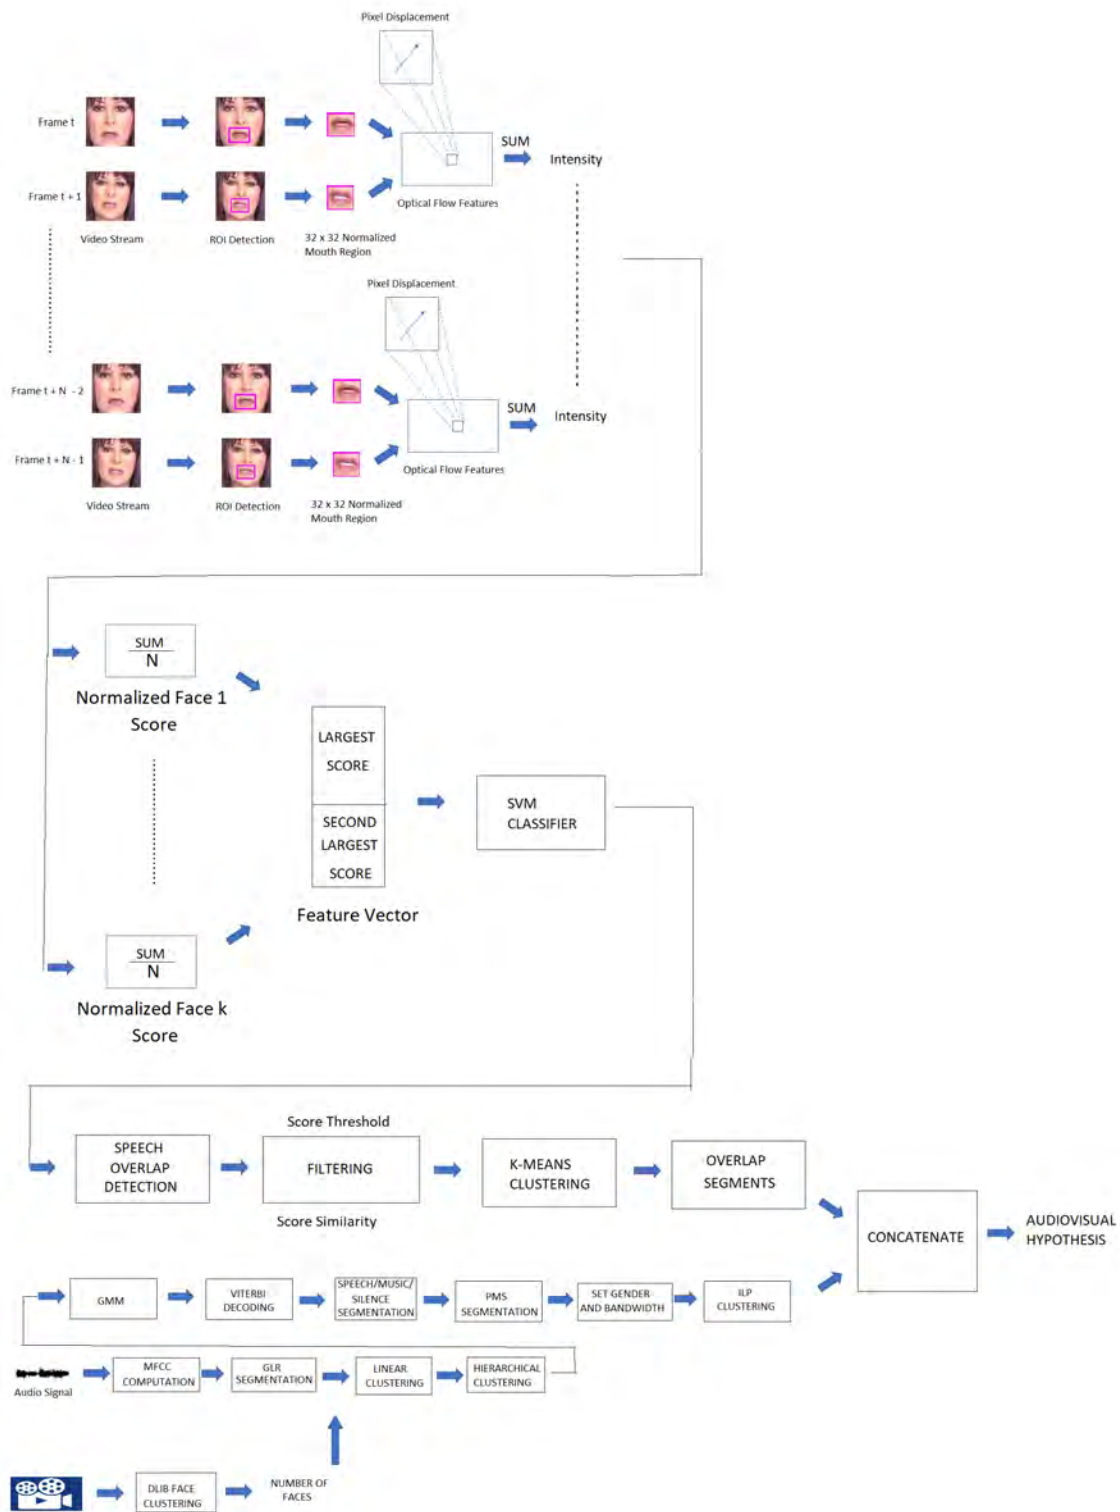 Pixel Displacement
Frame t
SUM
Intensity
Frame t + 1
Optical Flow Features
Video Stream
ROI Detection
32 x 32 Normalized
Mouth Region
Pixel Displacement
Frame t + N - 2
SUM
Intensity
Frame t + N - 1
Optical Flow Features
Video Stream
ROI Detection
32 x 32 Normalized
Mouth Region
SUM
N
Normalized Face 1
Score
LARGEST
SCORE
SECOND
LARGEST
SCORE
Feature Vector
SVM
CLASSIFIER
SUM
N
Normalized Face k
Score
SPEECH
OVERLAP
DETECTION
Score Threshold
FILTERING
Score Similarity
K-MEANS
CLUSTERING
OVERLAP
SEGMENTS
CONCATENATE
AUDIOVISUAL
HYPOTHESIS
GMM
VITERBI
DECODING
SPEECH/MUSIC/
SILENCE
SEGMENTATION
PMS
SEGMENTATION
SET GENDER
AND BANDWIDTH
ILP
CLUSTERING
Audio Signal
MFCC
COMPUTATION
GLR
SEGMENTATION
LINEAR
CLUSTERING
HIERARCHICAL
CLUSTERING
DLIB FACE
CLUSTERING
NUMBER OF
FACES